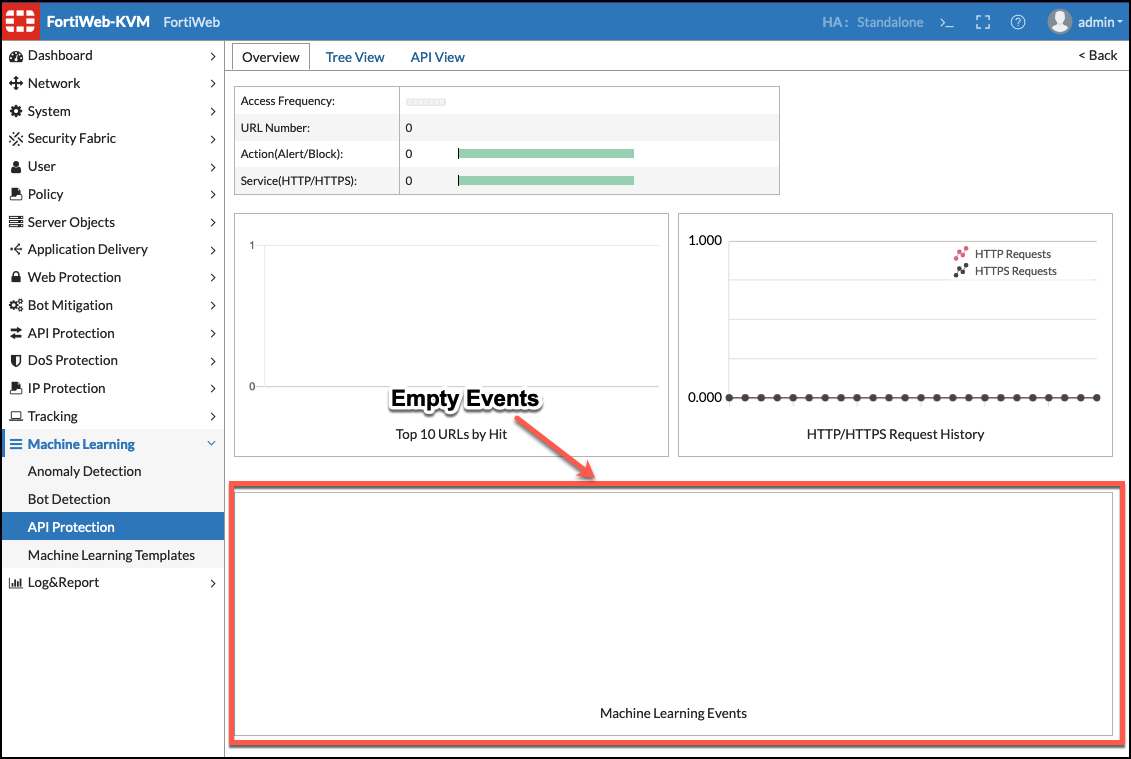 FortiWeb-KVM FortiWeb HA: Standalone >_ admin
Dashboard
Network
System
Security Fabric
User
Policy
Server Objects
Application Delivery
Web Protection
Bot Mitigation
API Protection
DoS Protection
IP Protection
Tracking
Machine Learning
Anomaly Detection
Bot Detection
API Protection
Machine Learning Templates
Log&Report
Overview Tree View API View < Back
Access Frequency:
URL Number: 0
Action(Alert/Block): 0
Service(HTTP/HTTPS): 0
1
0
Top 10 URLs by Hit
1.000
HTTP Requests
HTTPS Requests
0.000
HTTP/HTTPS Request History
Empty Events
Machine Learning Events